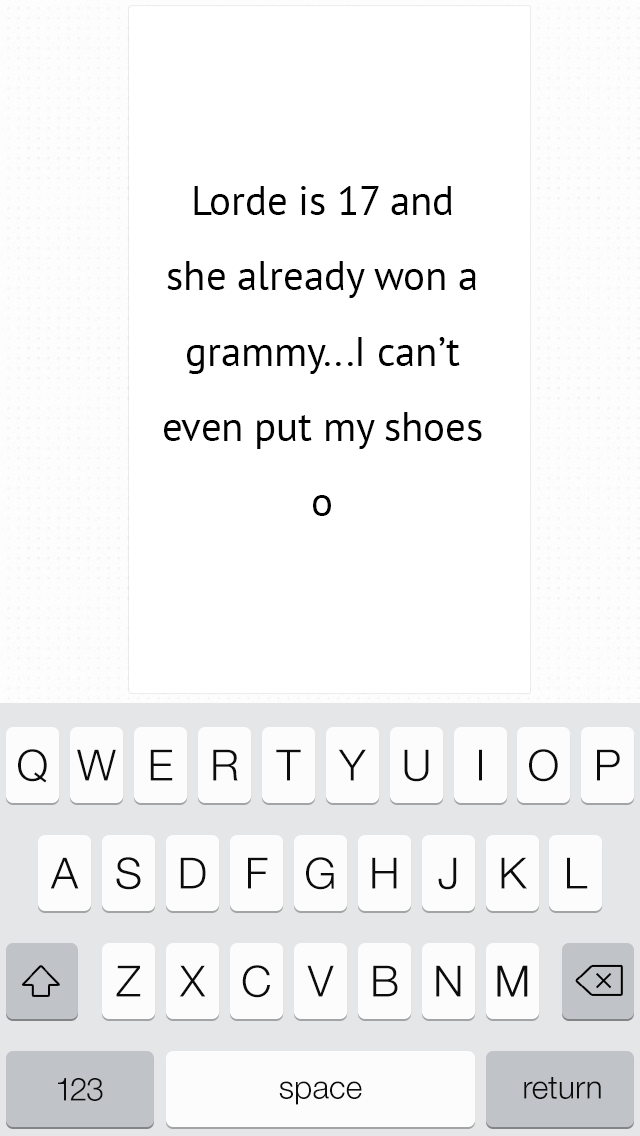 Lorde is 17 and
she already won a
grammy...I can’t
even put my shoes
o
Q W E R T Y U I O P
A S D F G H J K L
Z X C V B N M
123 space return